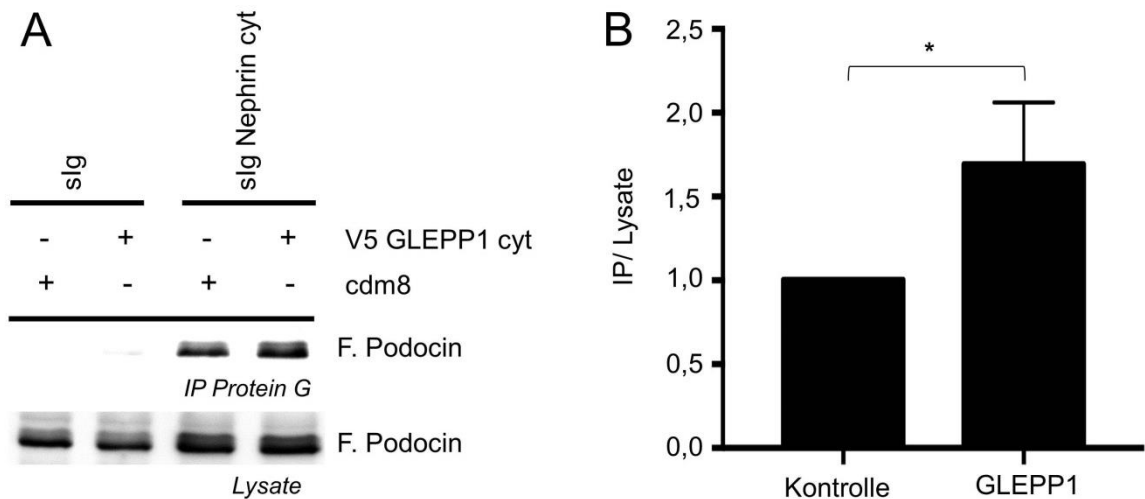 A
sIg
sIg Nephrin cyt
- + - + V5 GLEPP1 cyt
+ - + - cdm8
F. Podocin
IP Protein G
F. Podocin
Lysate
B
2,5
2,0
1,5
1,0
0,5
0,0
IP/ Lysate
*
Kontrolle GLEPP1